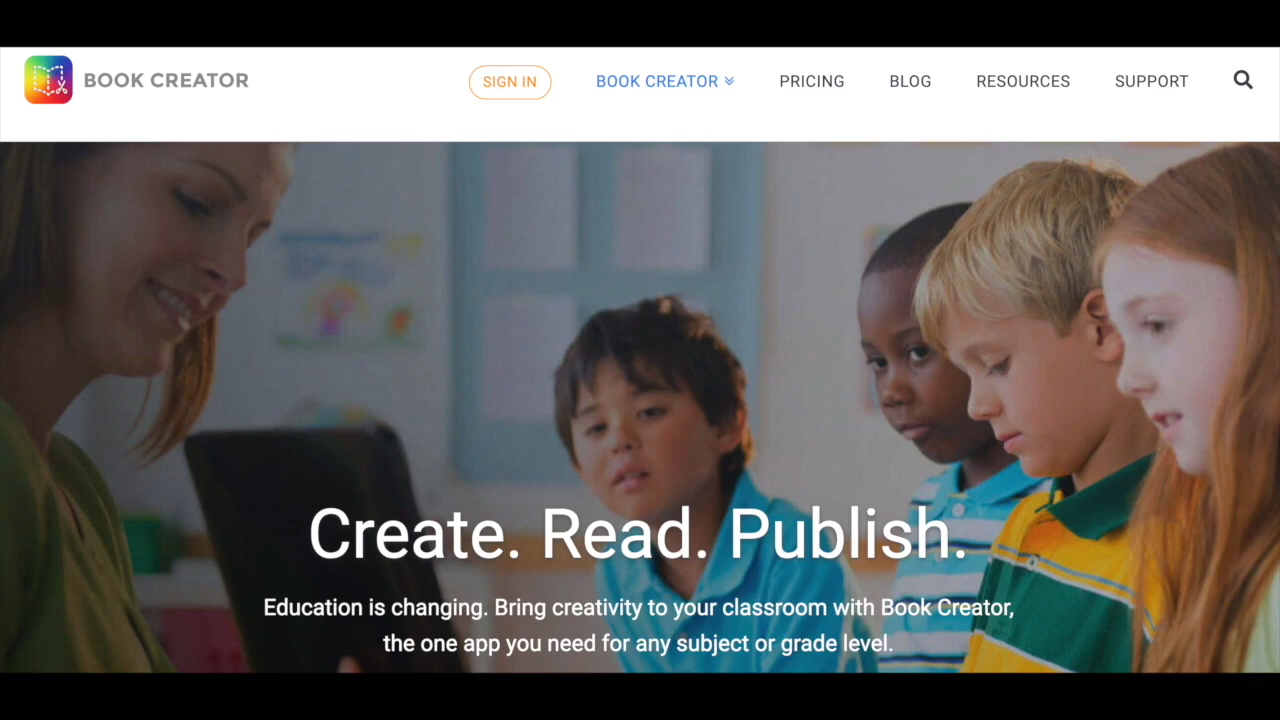 BOOK CREATOR
SIGN IN
BOOK CREATOR
PRICING
BLOG
RESOURCES
SUPPORT
Create. Read. Publish.
Education is changing. Bring creativity to your classroom with Book Creator,
the one app you need for any subject or grade level.